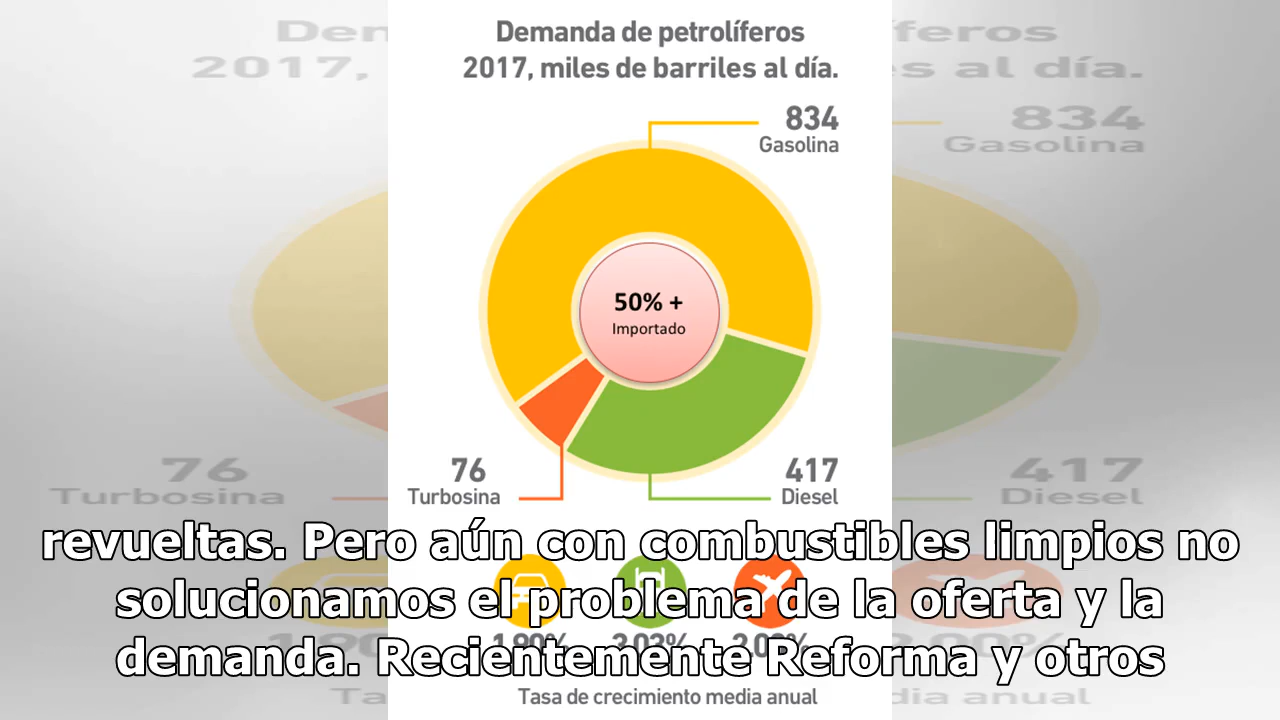 Demanda de petrolíferos
2017, miles de barriles al día.
834
Gasolina
50% +
Importado
76
Turbosina
417
Diesel
revueltas. Pero aún con combustibles limpios no
solucionamos el problema de la oferta y la
demanda. Recientemente Reforma y otros
Tasa de crecimiento media anual